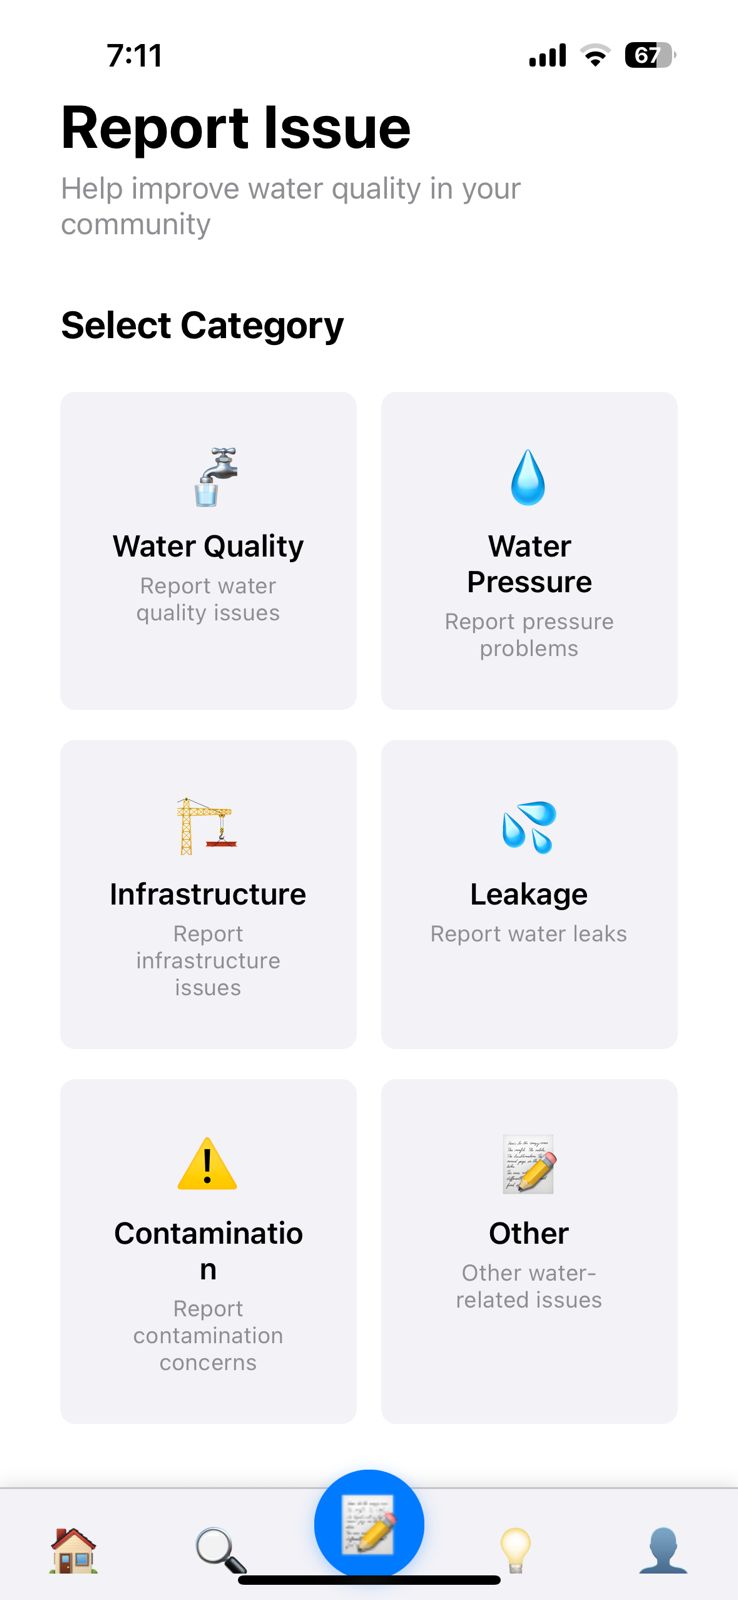 7:11
67
Report Issue
Help improve water quality in your
community
Select Category
Water Quality
Report water
quality issues
Water
Pressure
Report pressure
problems
Infrastructure
Report
infrastructure
issues
Leakage
Report water leaks
Contaminatio
n
Report
contamination
concerns
Other
Other water-
related issues